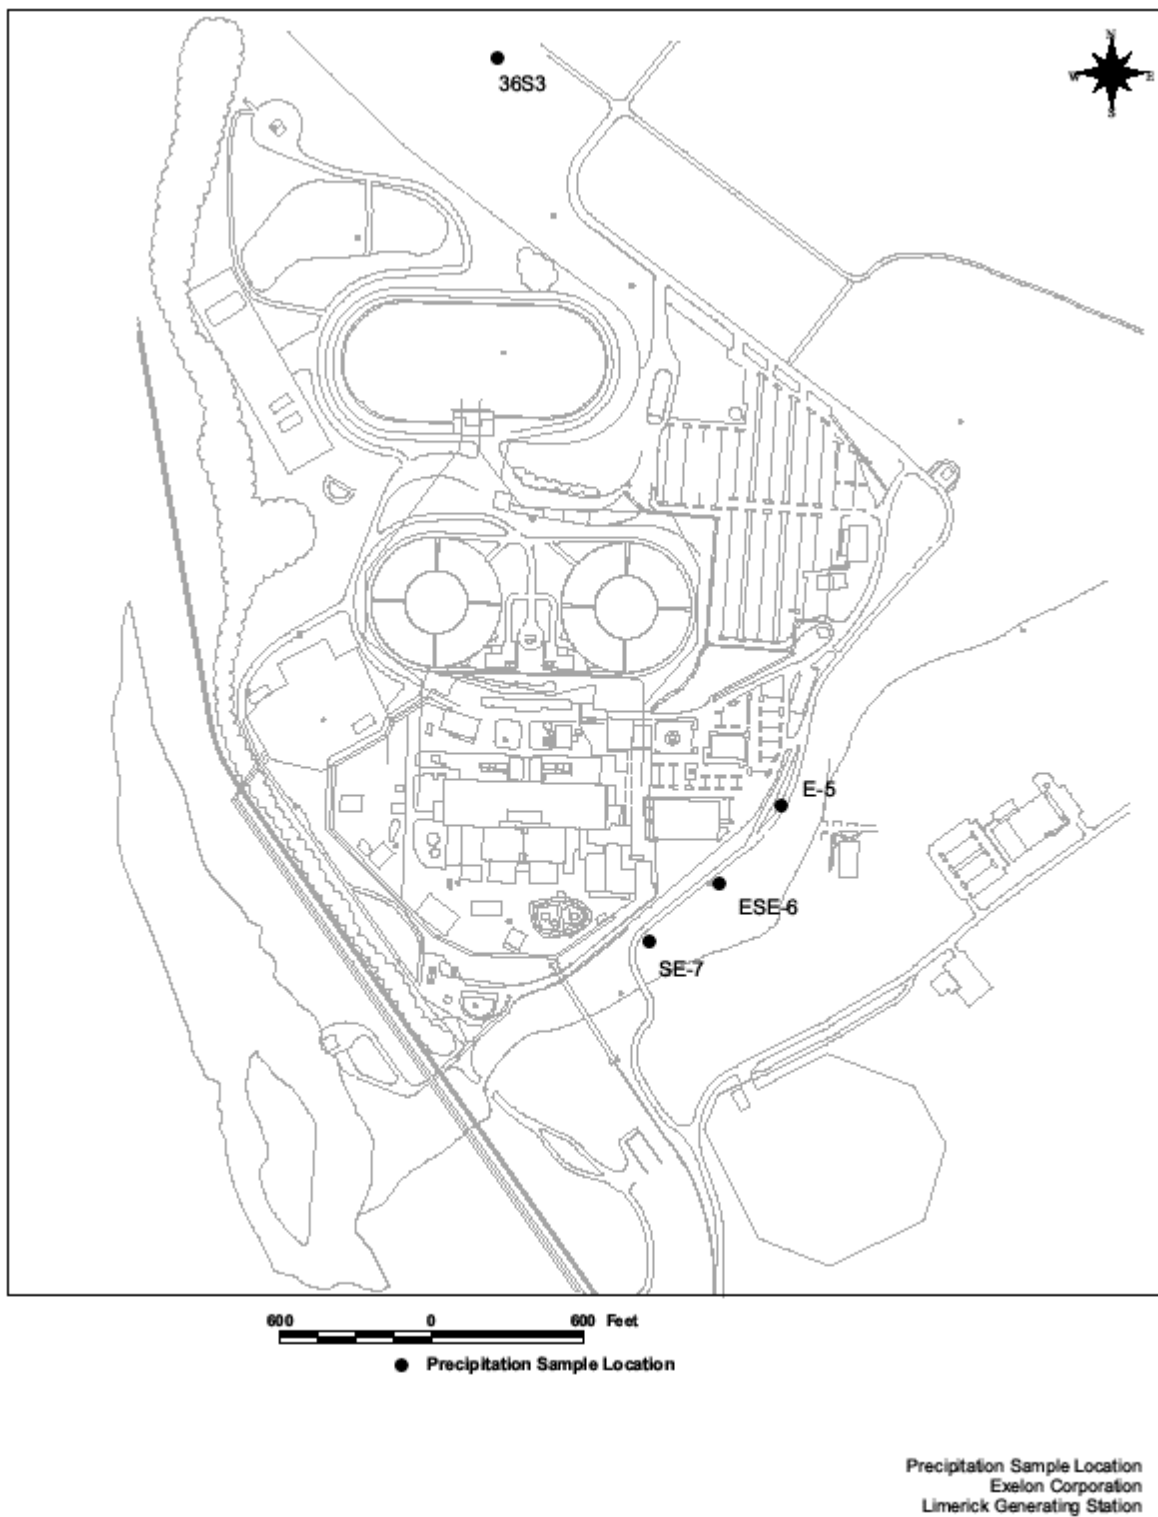 N
W E
S
36S3
E-5
ESE-6
SE-7
600 0 600 Feet
Precipitation Sample Location
Precipitation Sample Location
Exelon Corporation
Limerick Generating Station